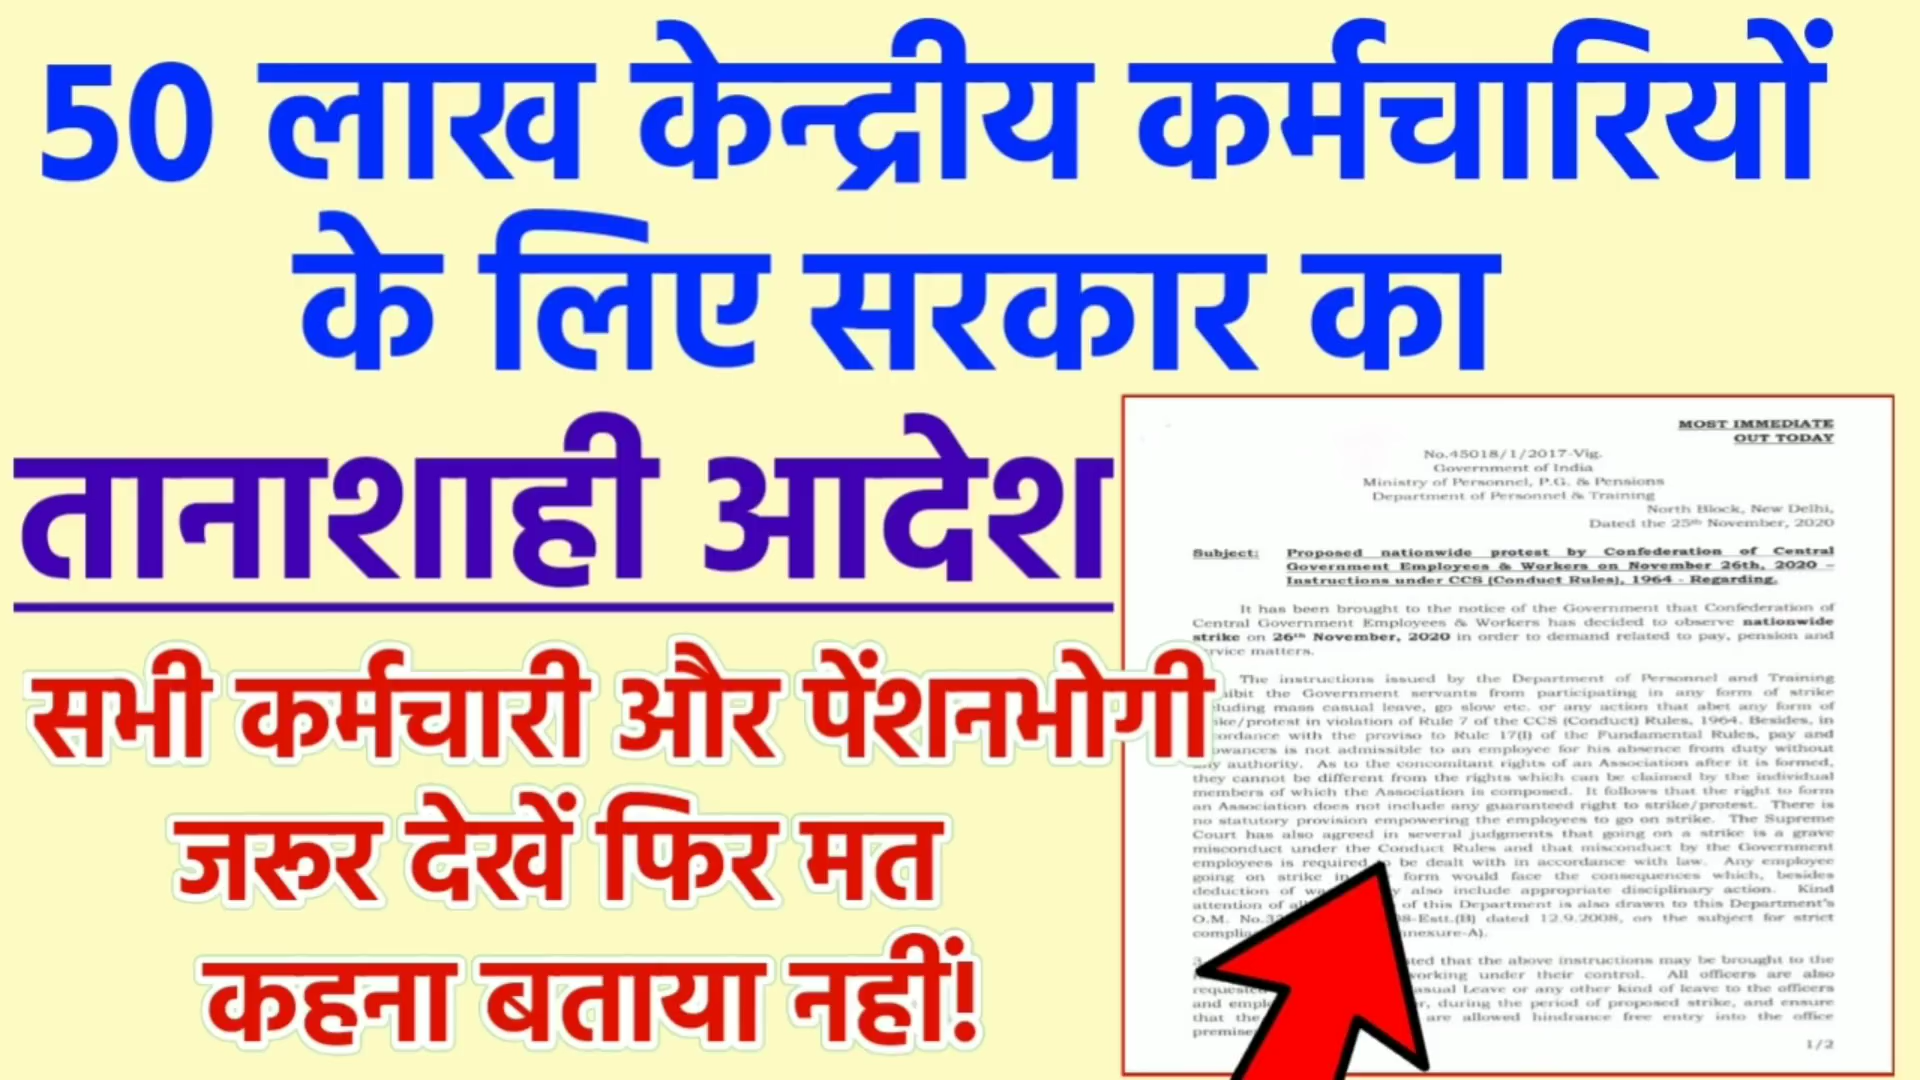 50 लाख केन्द्रीय कर्मचारियों
के लिए सरकार का
तानाशाही आदेश
सभी कर्मचारी और पेंशनभोगी
जरूर देखें फिर मत
कहना बताया नहीं!
MOST IMMEDIATE
OUT TODAY
No.45018/1/2017-Vig.
Government of India
Ministry of Personnel, P.G. & Pensions
Department of Personnel & Training
North Block, New Delhi,
Dated the 25th November, 2020
Subject: Proposed nationwide protest by Confederation of Central
Government Employees & Workers on November 26th, 2020 –
Instructions under CCS (Conduct Rules), 1964 - Regarding.
It has been brought to the notice of the Government that Confederation of
Central Government Employees & Workers has decided to observe nationwide
strike on 26th November, 2020 in order to demand related to pay, pension and
matters.
The instructions issued by the Department of Personnel and Training
the Government servants from participating in any form of strike
mass casual leave, go slow etc. or any action that abet any form of
in violation of Rule 7 of the CCS (Conduct) Rules, 1964. Besides, in
with the proviso to Rule 17(1) of the Fundamental Rules, pay and
is not admissible to an employee for his absence from duty without
authority. As to the concomitant rights of an Association after it is formed,
they cannot be different from the rights which can be claimed by the individual
members of which the Association is composed. It follows that the right to form
an Association does not include any guaranteed right to strike/protest. There is
no statutory provision empowering the employees to go on strike. The Supreme
Court has also agreed in several judgments that going on a strike is a grave
misconduct under the Conduct Rules and that misconduct by the Government
employees is required be dealt with in accordance with law. Any employee
going on strike in form would face the consequences which, besides
deduction of also include appropriate disciplinary action. Kind
attention of of this Department is also drawn to this Department's
O.M. dated 12.9.2008, on the subject for strict
that the above instructions may be brought to the
working under their control. All officers are also
Leave or any other kind of leave to the officers
and during the period of proposed strike, and ensure
that the are allowed hindrance free entry into the office
1/2